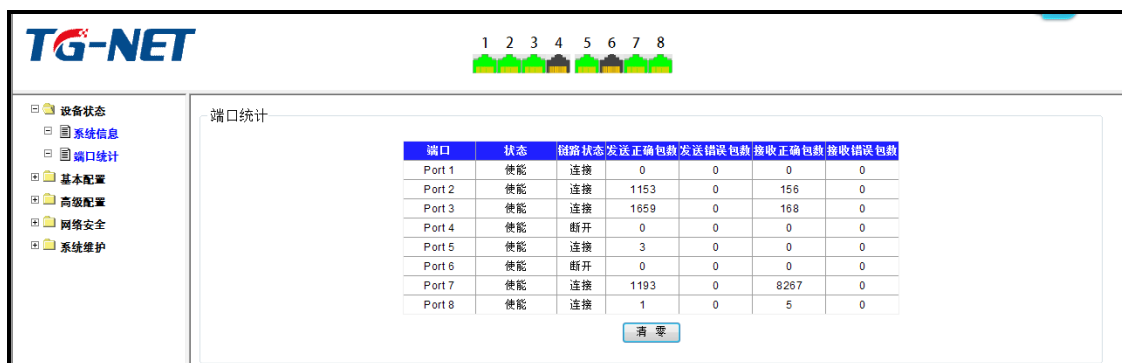 TG-NET
1 2 3 4 5 6 7 8
设备状态
系统信息
端口统计
基本配置
高级配置
网络安全
系统维护
端口统计
端口 状态 链路状态 发送正确包数 发送错误包数 接收正确包数 接收错误包数
Port 1 使能 连接 0 0 0 0
Port 2 使能 连接 1153 0 156 0
Port 3 使能 连接 1659 0 168 0
Port 4 使能 断开 0 0 0 0
Port 5 使能 连接 3 0 0 0
Port 6 使能 断开 0 0 0 0
Port 7 使能 连接 1193 0 8267 0
Port 8 使能 连接 1 0 5 0
清 零